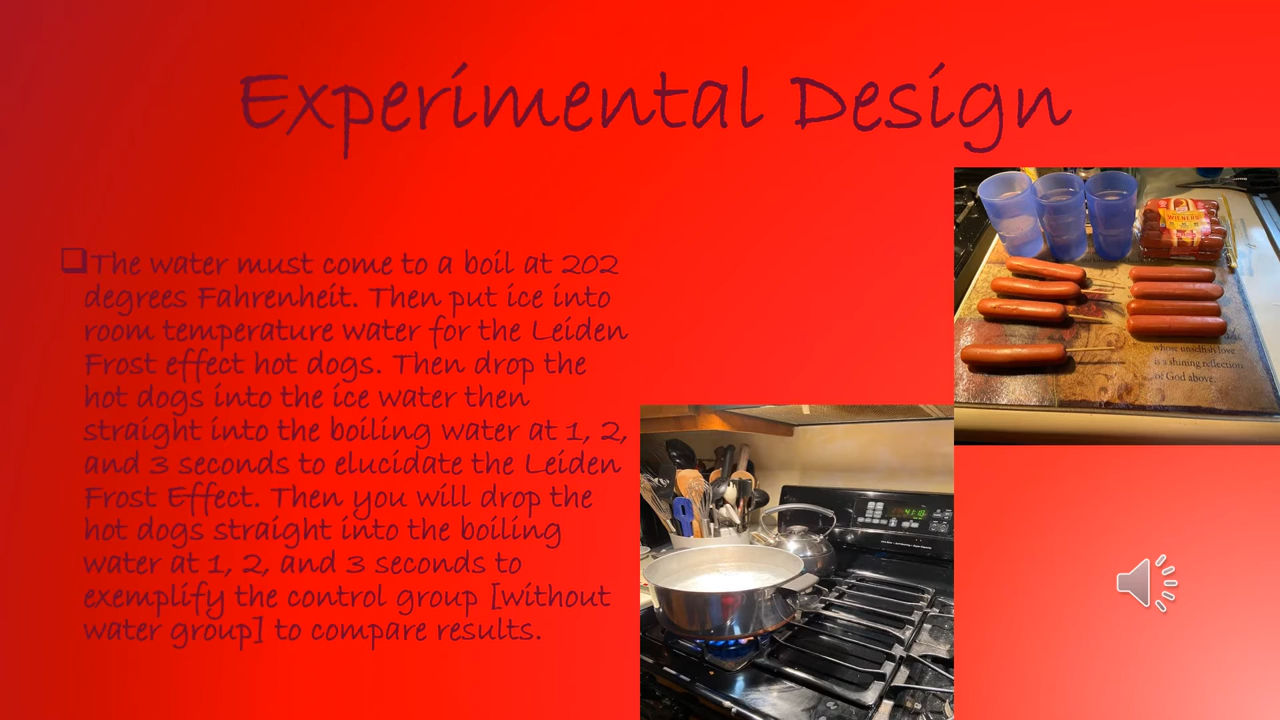 Experimental Design
The water must come to a boil at 202
degrees Fahrenheit. Then put ice into
room temperature water for the Leiden
Frost effect hot dogs. Then drop the
hot dogs into the ice water then
straight into the boiling water at 1, 2,
and 3 seconds to elucidate the Leiden
Frost Effect. Then you will drop the
hot dogs straight into the boiling
water at 1, 2, and 3 seconds to
exemplify the control group [without
water group] to compare results.
WIENERS
whose unselfish love
is a shining reflection
of God above.